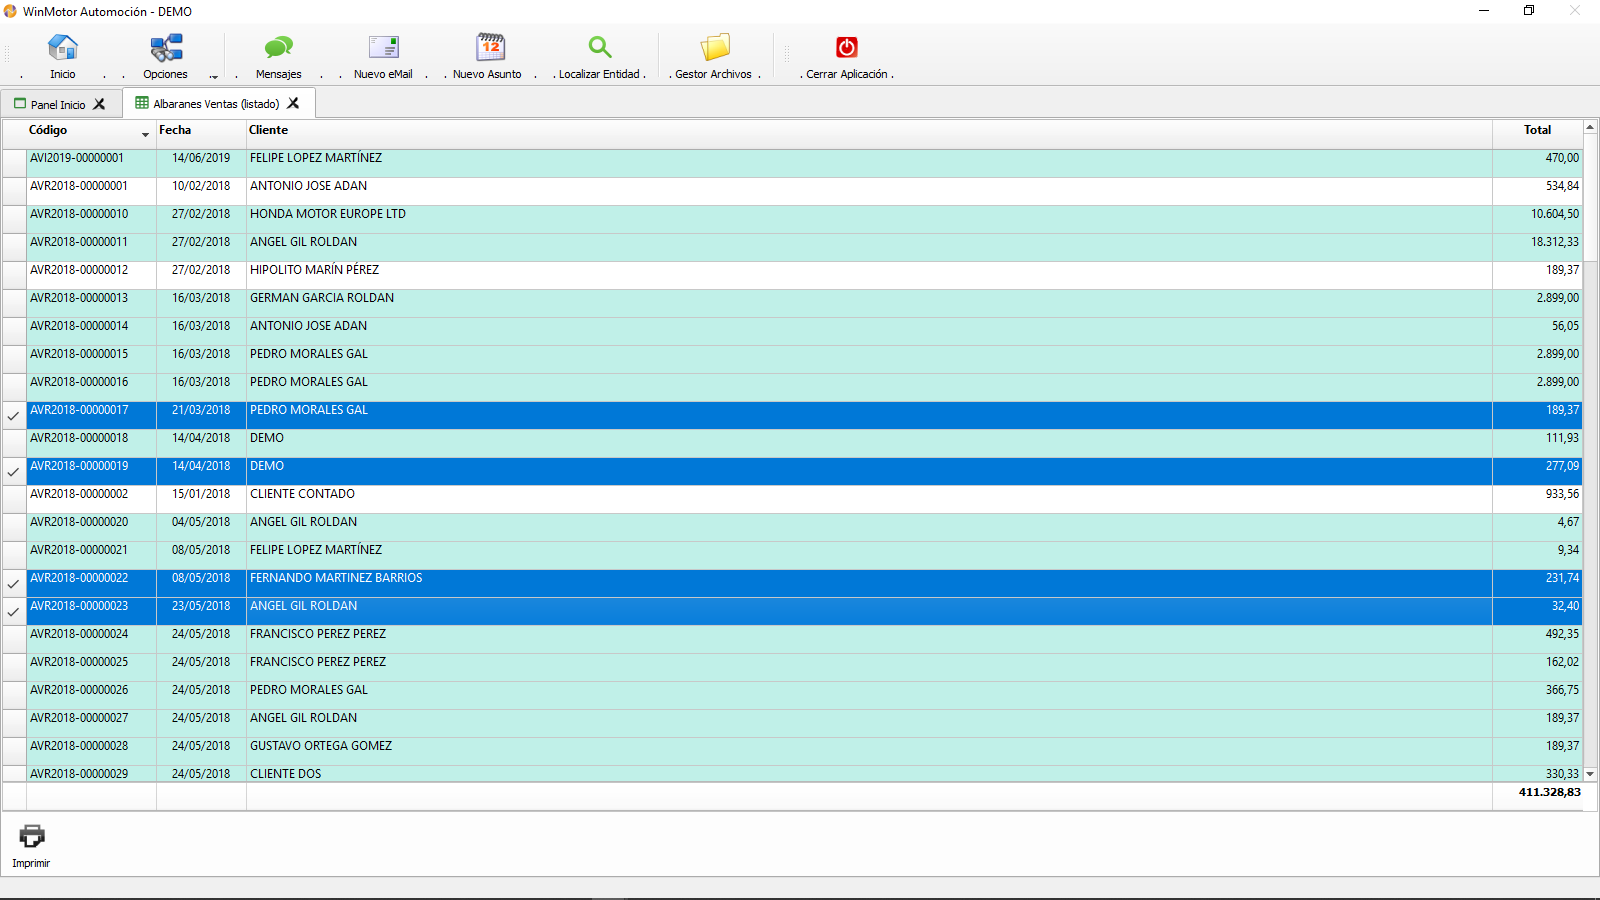 WinMotor Automoción - DEMO
. Inicio . . Opciones . . Mensajes . . Nuevo eMail . . Nuevo Asunto . . Localizar Entidad . . Gestor Archivos . . Cerrar Aplicación .
12
Panel Inicio Albaranes Ventas (listado)
Código Fecha Cliente Total
AVI2019-00000001 14/06/2019 FELIPE LOPEZ MARTÍNEZ 470,00
AVR2018-00000001 10/02/2018 ANTONIO JOSE ADAN 534,84
AVR2018-00000010 27/02/2018 HONDA MOTOR EUROPE LTD 10.604,50
AVR2018-00000011 27/02/2018 ANGEL GIL ROLDAN 18.312,33
AVR2018-00000012 27/02/2018 HIPOLITO MARÍN PÉREZ 189,37
AVR2018-00000013 16/03/2018 GERMAN GARCIA ROLDAN 2.899,00
AVR2018-00000014 16/03/2018 ANTONIO JOSE ADAN 56,05
AVR2018-00000015 16/03/2018 PEDRO MORALES GAL 2.899,00
AVR2018-00000016 16/03/2018 PEDRO MORALES GAL 2.899,00
AVR2018-00000017 21/03/2018 PEDRO MORALES GAL 189,37
AVR2018-00000018 14/04/2018 DEMO 111,93
AVR2018-00000019 14/04/2018 DEMO 277,09
AVR2018-00000002 15/01/2018 CLIENTE CONTADO 933,56
AVR2018-00000020 04/05/2018 ANGEL GIL ROLDAN 4,67
AVR2018-00000021 08/05/2018 FELIPE LOPEZ MARTÍNEZ 9,34
AVR2018-00000022 08/05/2018 FERNANDO MARTINEZ BARRIOS 231,74
AVR2018-00000023 23/05/2018 ANGEL GIL ROLDAN 32,40
AVR2018-00000024 24/05/2018 FRANCISCO PEREZ PEREZ 492,35
AVR2018-00000025 24/05/2018 FRANCISCO PEREZ PEREZ 162,02
AVR2018-00000026 24/05/2018 PEDRO MORALES GAL 366,75
AVR2018-00000027 24/05/2018 ANGEL GIL ROLDAN 189,37
AVR2018-00000028 24/05/2018 GUSTAVO ORTEGA GOMEZ 189,37
AVR2018-00000029 24/05/2018 CLIENTE DOS 330,33
411.328,83
Imprimir